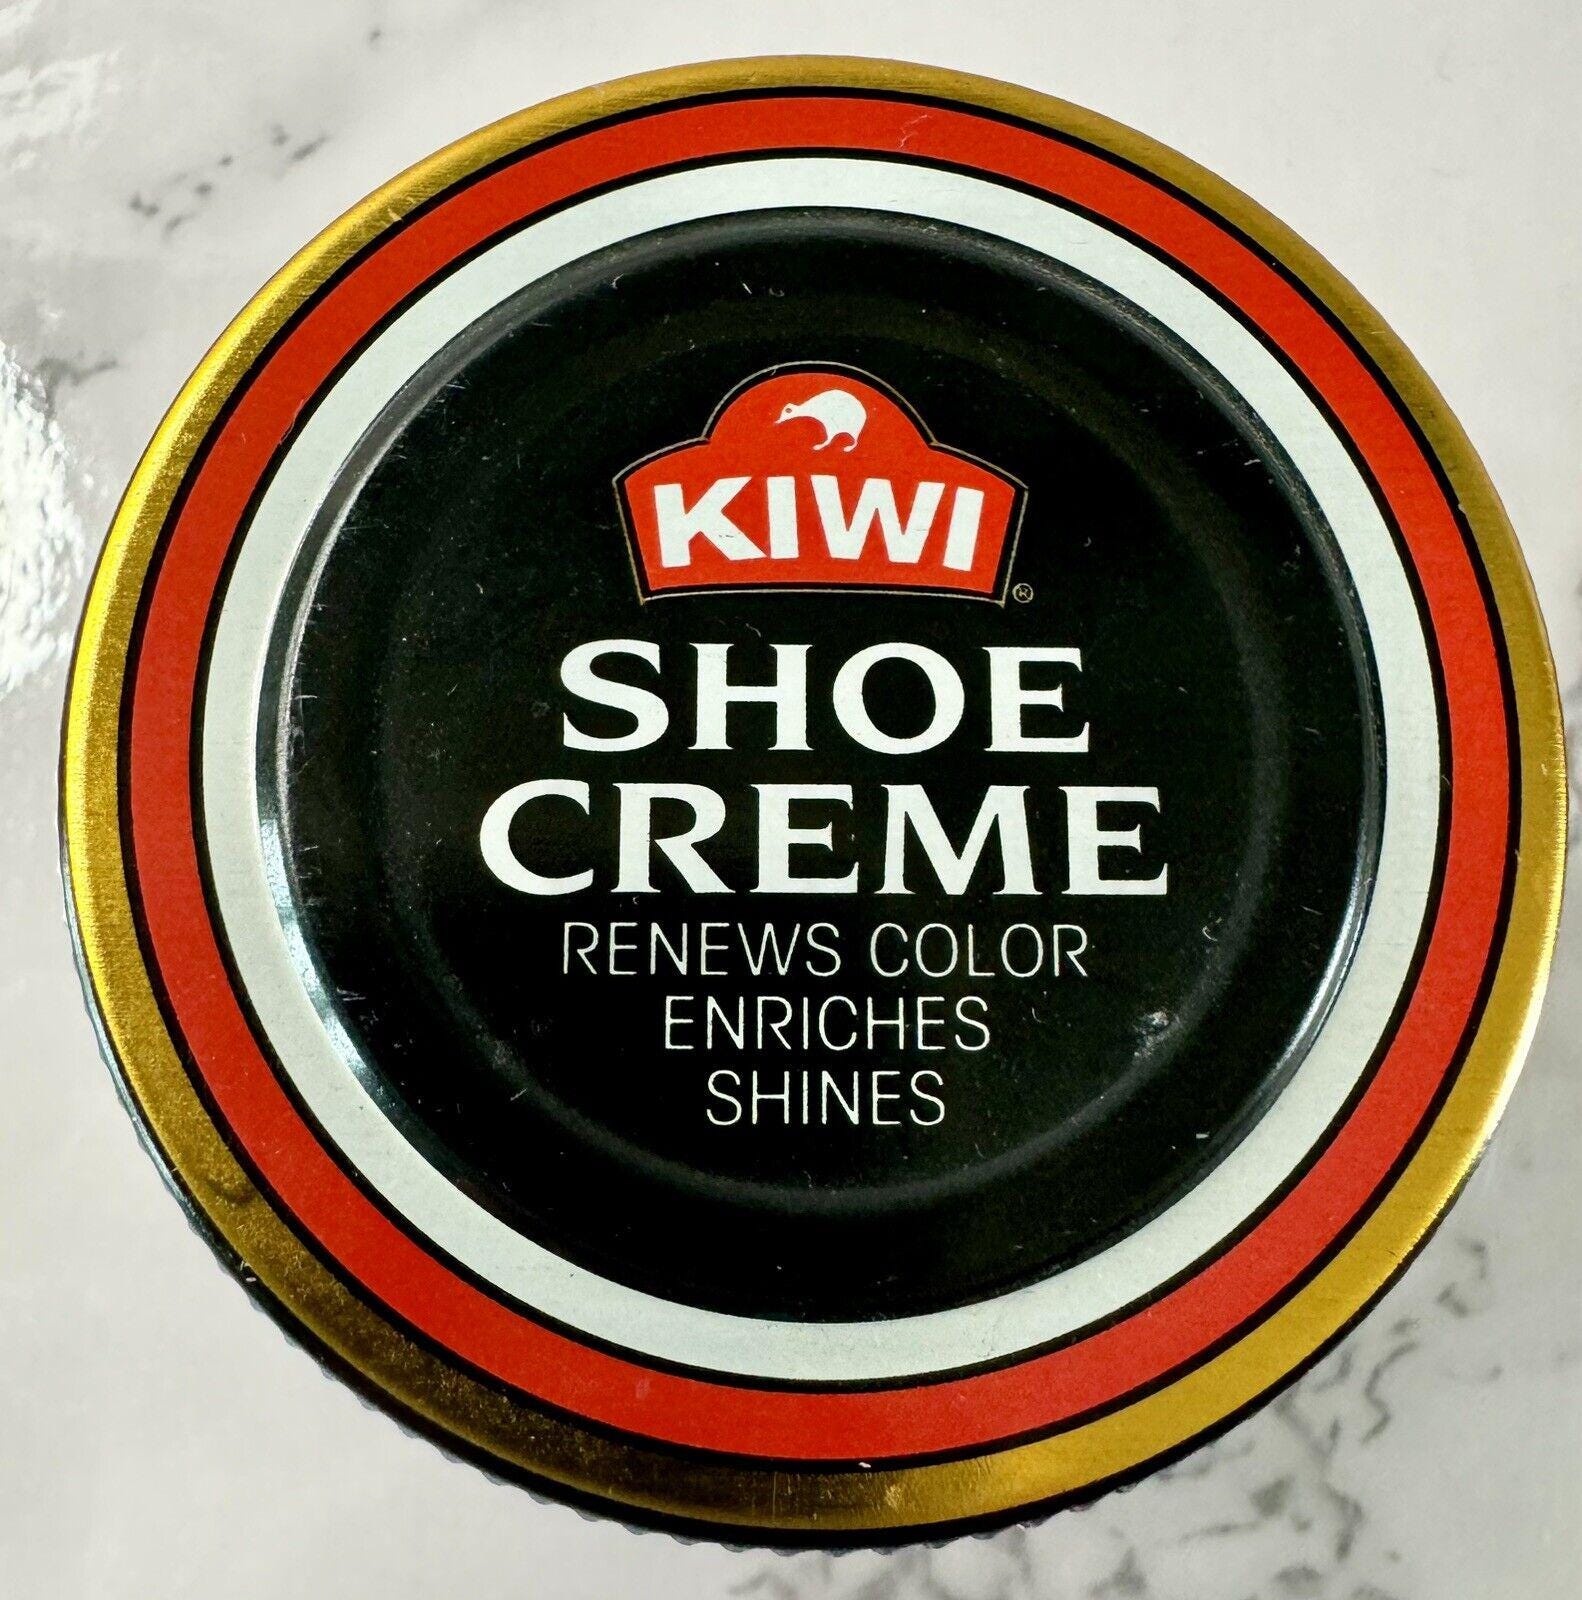 KIWI
®
SHOE
CREME
RENEWS COLOR
ENRICHES
SHINES